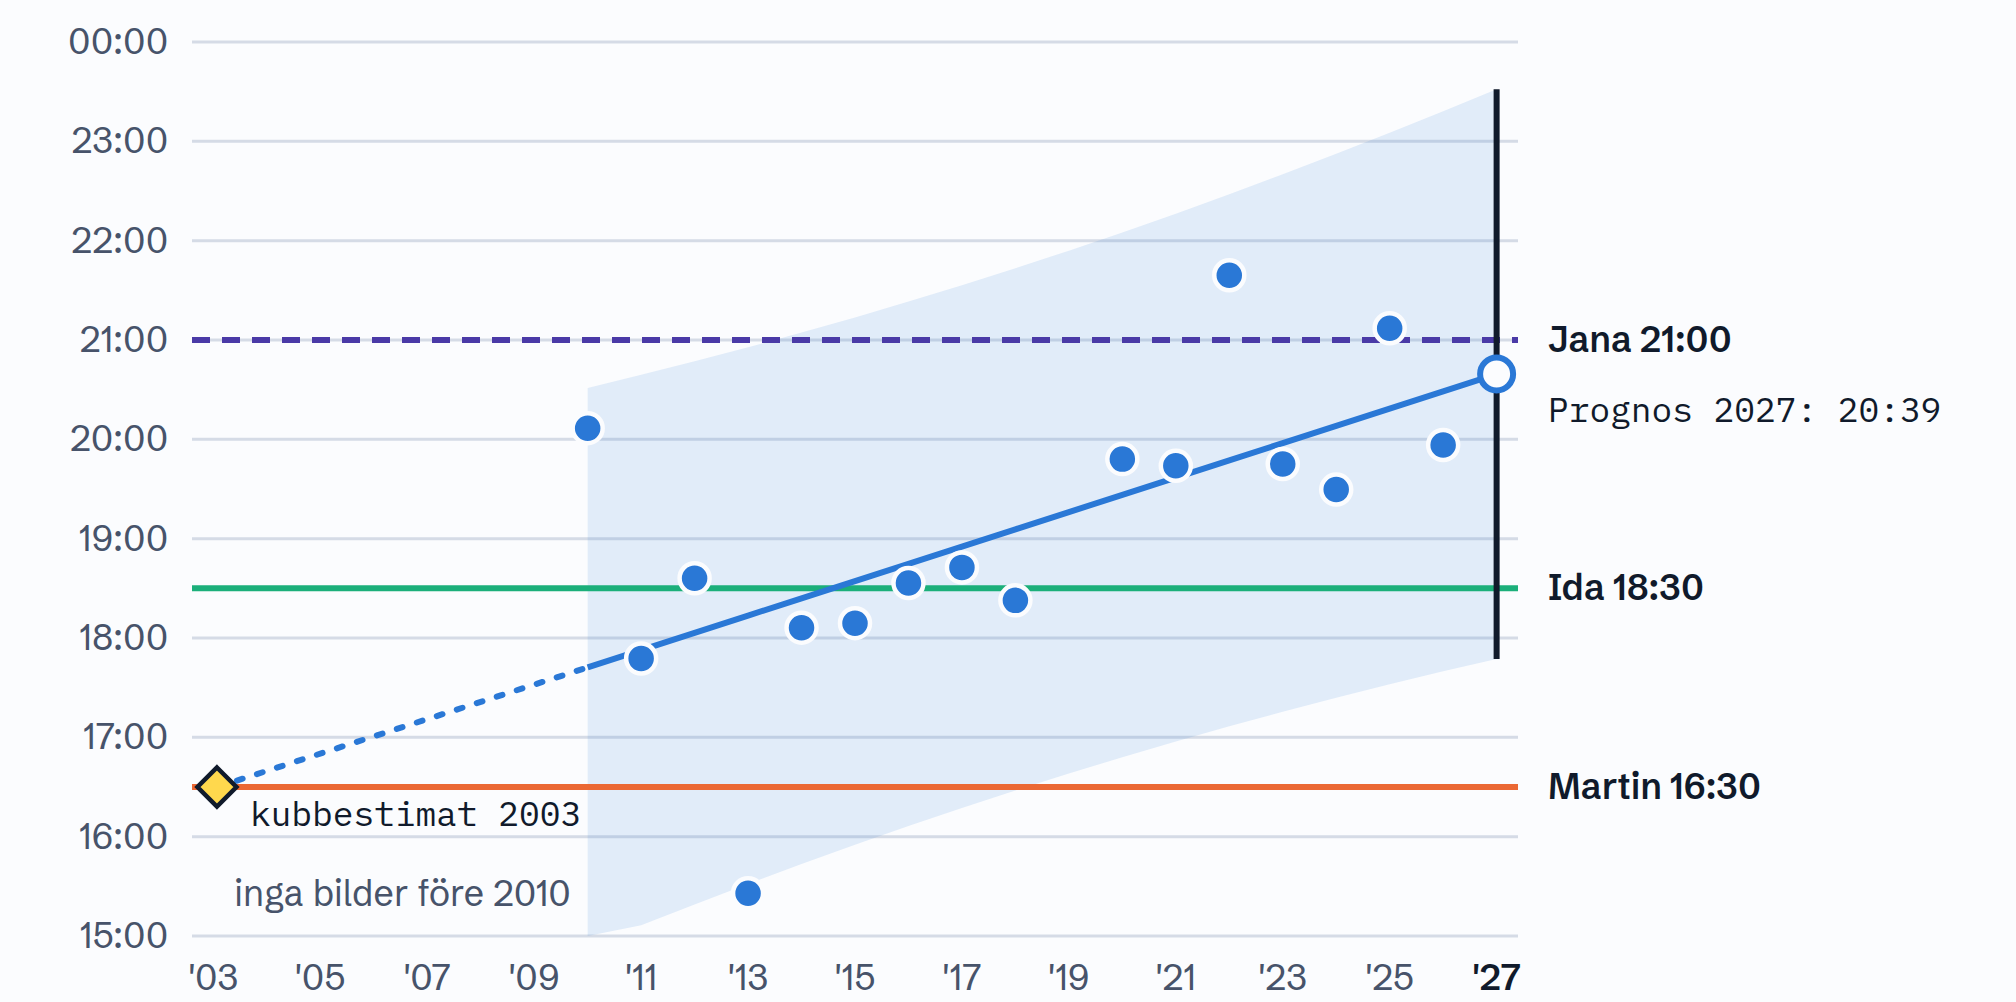 00:00
23:00
22:00
21:00
20:00
19:00
18:00
17:00
16:00
15:00
Jana 21:00
Prognos 2027: 20:39
Ida 18:30
Martin 16:30
kubbestimat 2003
inga bilder före 2010
'03 '05 '07 '09 '11 '13 '15 '17 '19 '21 '23 '25 '27